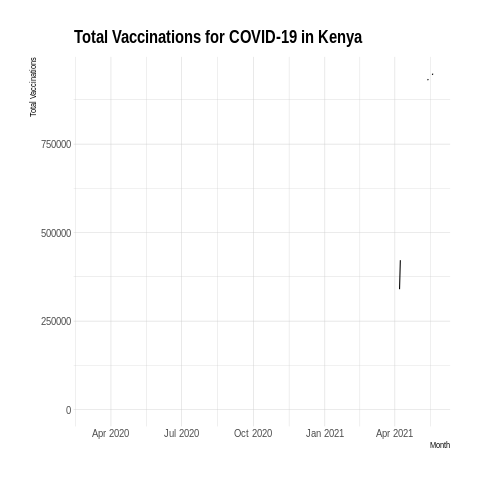 Total Vaccinations for COVID-19 in Kenya
Total Vaccinations
750000
500000
250000
0
Apr 2020 Jul 2020 Oct 2020 Jan 2021 Apr 2021
Month